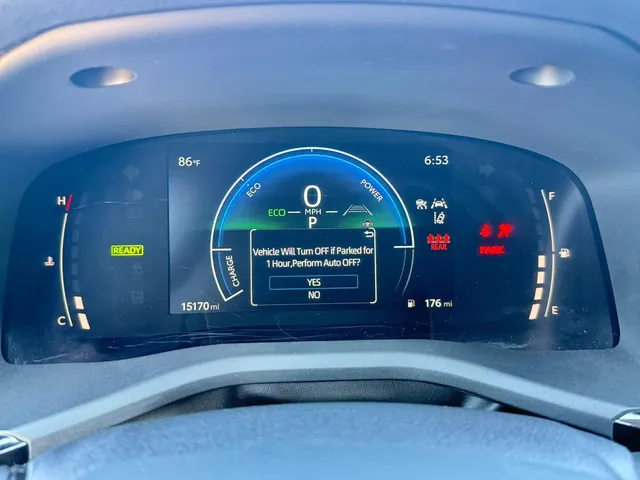 86°F
6:53
H
F
ECO
POWER
0
ECO
MPH
P
READY
REAR
PARK
CHARGE
Vehicle Will Turn OFF if Parked for
1 Hour,Perform Auto OFF?
YES
NO
C
15170 mi
176 mi
E